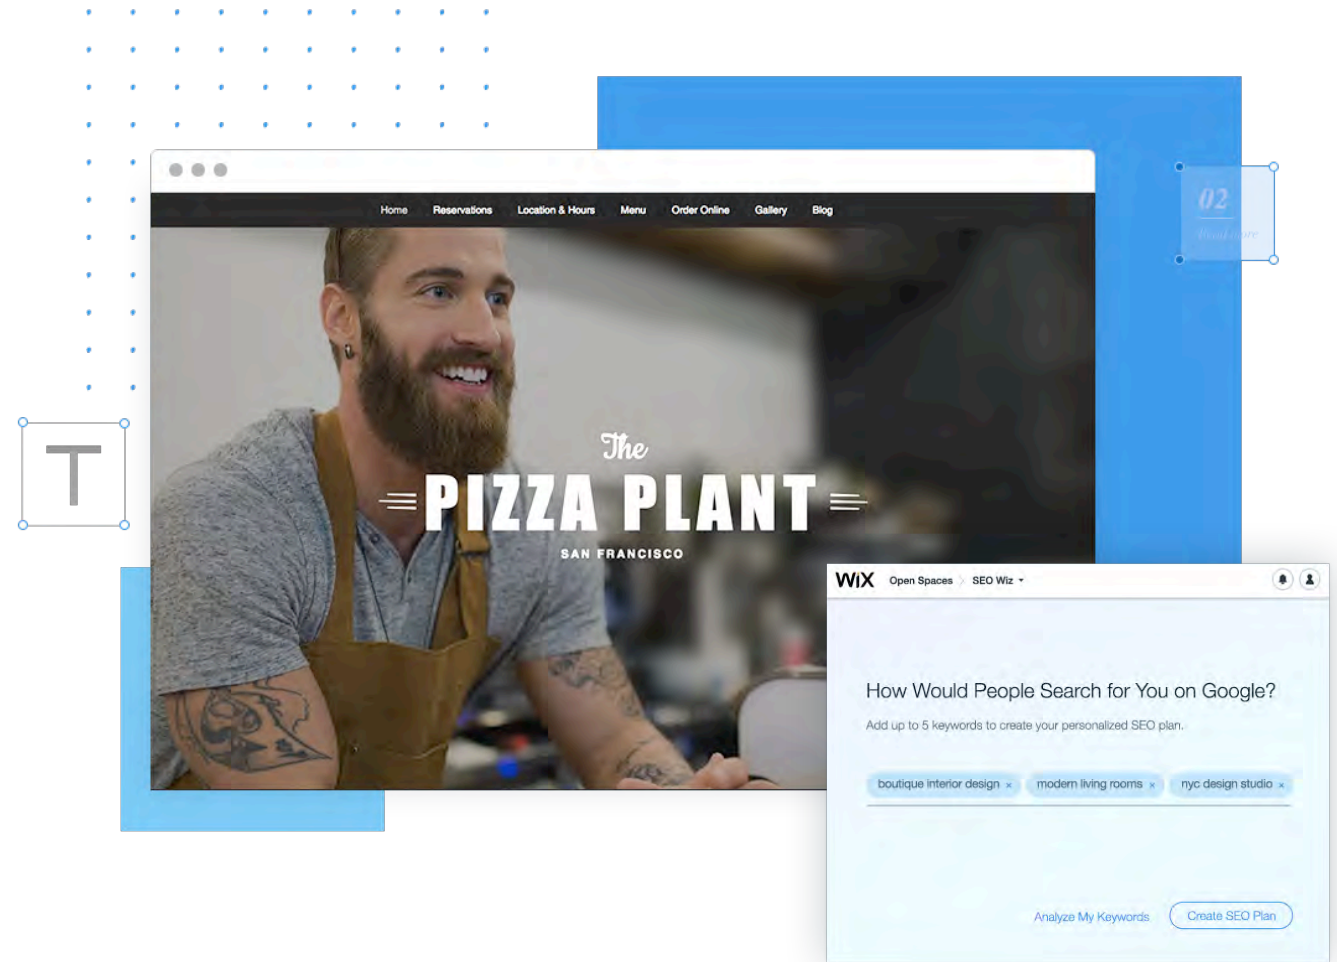 Home Reservations Location & Hours Menu Order Online Gallery Blog
02
Read more
The
PIZZA PLANT
SAN FRANCISCO
T
WiX Open Spaces SEO Wiz
How Would People Search for You on Google?
Add up to 5 keywords to create your personalized SEO plan.
boutique interior design × modern living rooms × nyc design studio ×
Analyze My Keywords Create SEO Plan